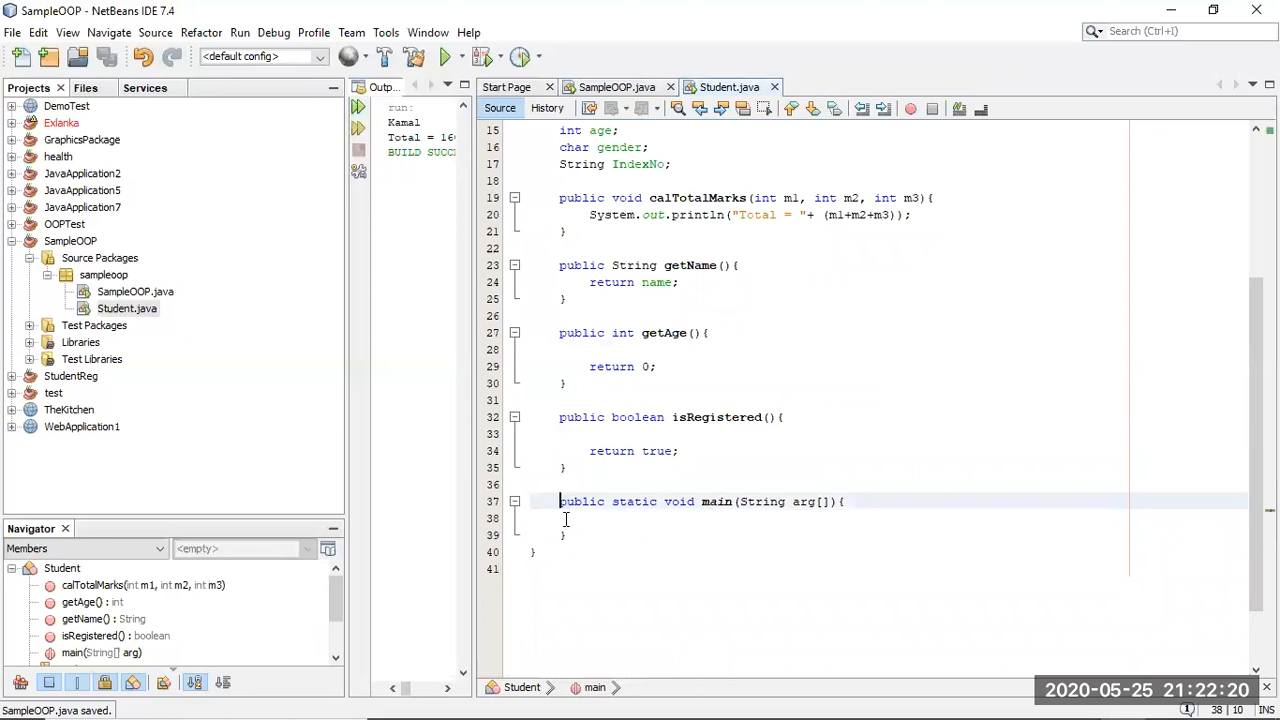 SampleOOP - NetBeans IDE 7.4
File Edit View Navigate Source Refactor Run Debug Profile Team Tools Window Help
Search (Ctrl+I)
<default config>
Projects Files Services
DemoTest
Exlanka
GraphicsPackage
health
JavaApplication2
JavaApplication5
JavaApplication7
OOPTest
SampleOOP
Source Packages
sampleoop
SampleOOP.java
Student.java
Test Packages
Libraries
Test Libraries
StudentReg
test
TheKitchen
WebApplication1
Navigator
Members <empty>
Student
calTotalMarks(int m1, int m2, int m3)
getAge() : int
getName() : String
isRegistered() : boolean
main(String[] arg)
Outp...
run:
Kamal
Total = 16
BUILD SUCC
Start Page SampleOOP.java Student.java
Source History
15 int age;
16 char gender;
17 String IndexNo;
18
19 public void calTotalMarks(int m1, int m2, int m3){
20 System.out.println("Total = "+ (m1+m2+m3));
21 }
22
23 public String getName(){
24 return name;
25 }
26
27 public int getAge(){
28
29 return 0;
30 }
31
32 public boolean isRegistered(){
33
34 return true;
35 }
36
37 public static void main(String arg[]){
38
39 }
40 }
41
Student main
2020-05-25 21:22:20
SampleOOP.java saved.
38 | 10 INS